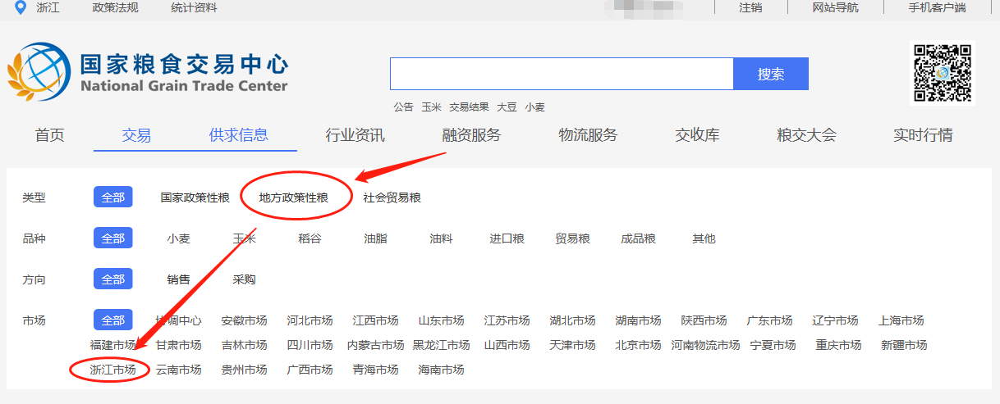 浙江 政策法规 统计资料 注销 网站导航 手机客户端
国家粮食交易中心
National Grain Trade Center
搜索
公告 玉米 交易结果 大豆 小麦
首页 交易 供求信息 行业资讯 融资服务 物流服务 交收库 粮交大会 实时行情
类型 全部 国家政策性粮 地方政策性粮 社会贸易粮
品种 全部 小麦 玉米 稻谷 油脂 油料 进口粮 贸易粮 成品粮 其他
方向 全部 销售 采购
市场 全部 协调中心 安徽市场 河北市场 江西市场 山东市场 江苏市场 湖北市场 湖南市场 陕西市场 广东市场 辽宁市场 上海市场
福建市场 甘肃市场 吉林市场 四川市场 内蒙古市场 黑龙江市场 山西市场 天津市场 北京市场 河南物流市场 宁夏市场 重庆市场 新疆市场
浙江市场 云南市场 贵州市场 广西市场 青海市场 海南市场